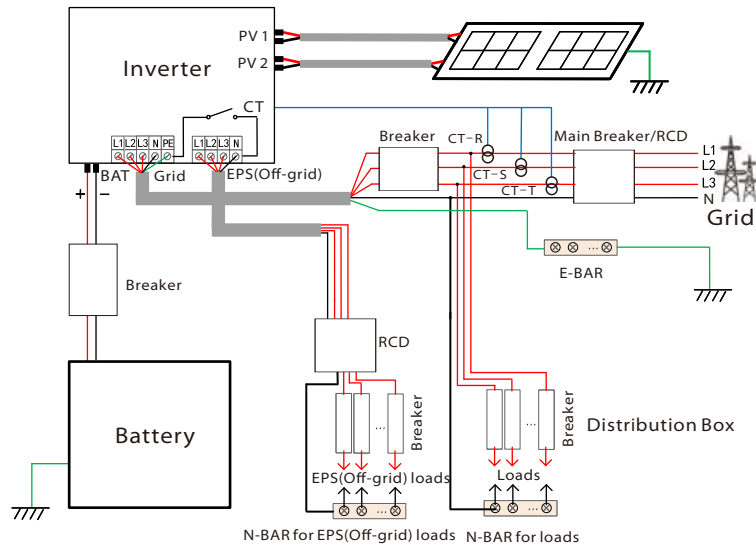 PV 1
PV 2
Inverter
CT
L1 L2 L3 N PE
L1 L2 L3 N
BAT
Grid
EPS(Off-grid)
+
−
Breaker
CT-R
CT-S
CT-T
Main Breaker/RCD
L1
L2
L3
N
Grid
E-BAR
Breaker
RCD
Battery
...
Breaker
...
Breaker
Distribution Box
EPS(Off-grid) loads
Loads
...
...
N-BAR for EPS(Off-grid) loads
N-BAR for loads